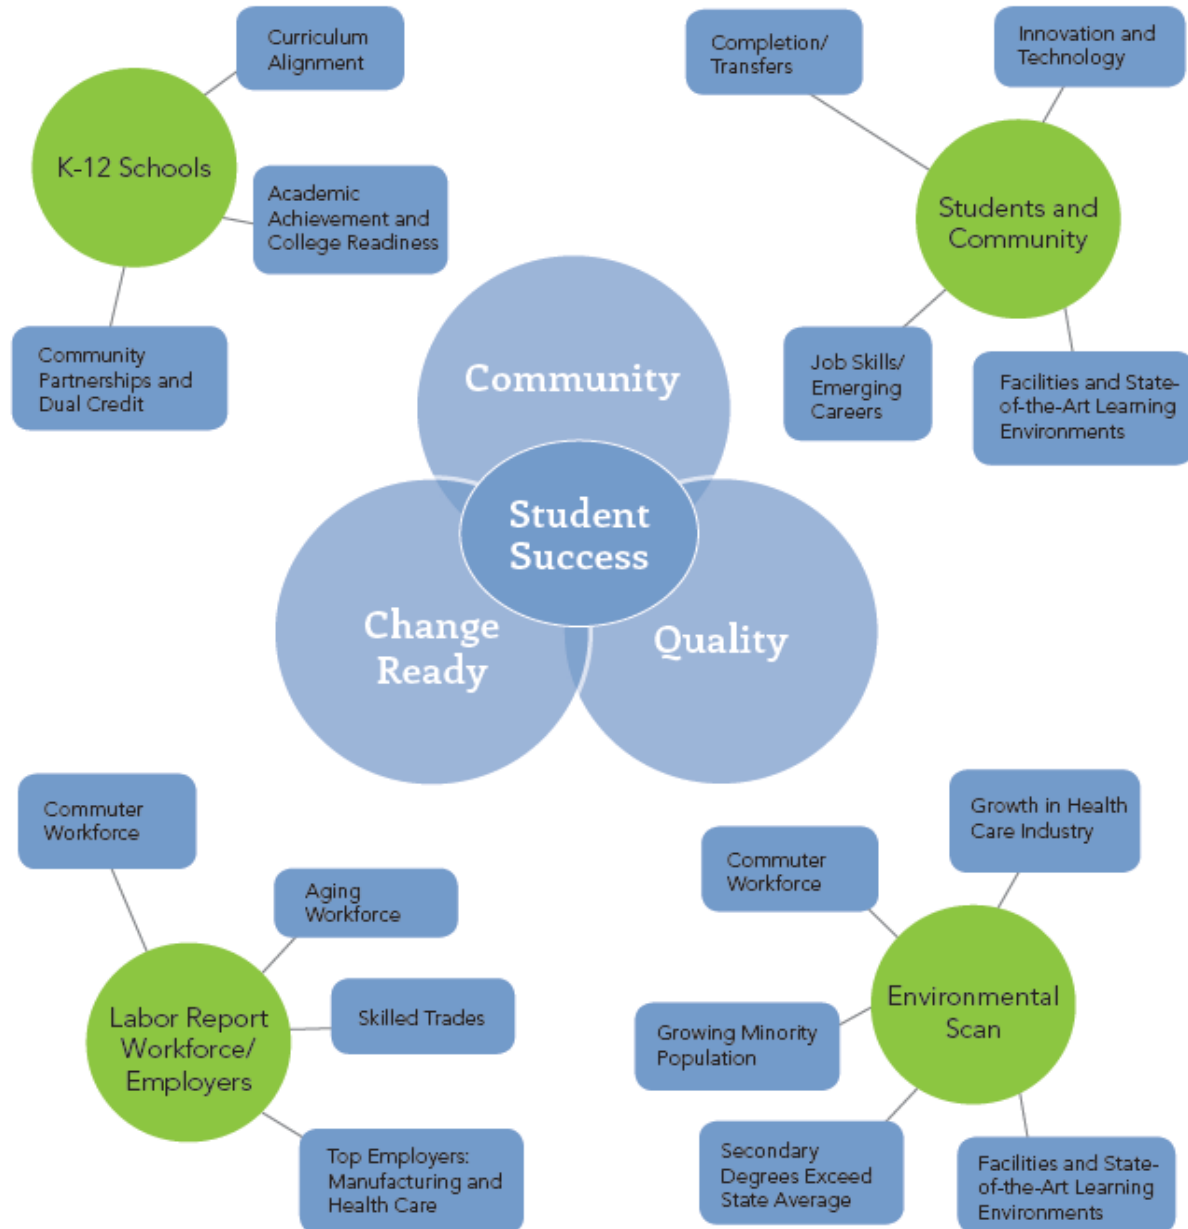 Curriculum
Alignment
K-12 Schools
Academic
Achievement and
College Readiness
Community
Partnerships and
Dual Credit
Completion/
Transfers
Innovation and
Technology
Students and
Community
Job Skills/
Emerging
Careers
Facilities and State-
of-the-Art Learning
Environments
Community
Student
Success
Change
Ready
Quality
Commuter
Workforce
Aging
Workforce
Labor Report
Workforce/
Employers
Skilled Trades
Top Employers:
Manufacturing and
Health Care
Growth in Health
Care Industry
Commuter
Workforce
Environmental
Scan
Growing Minority
Population
Secondary
Degrees Exceed
State Average
Facilities and State-
of-the-Art Learning
Environments